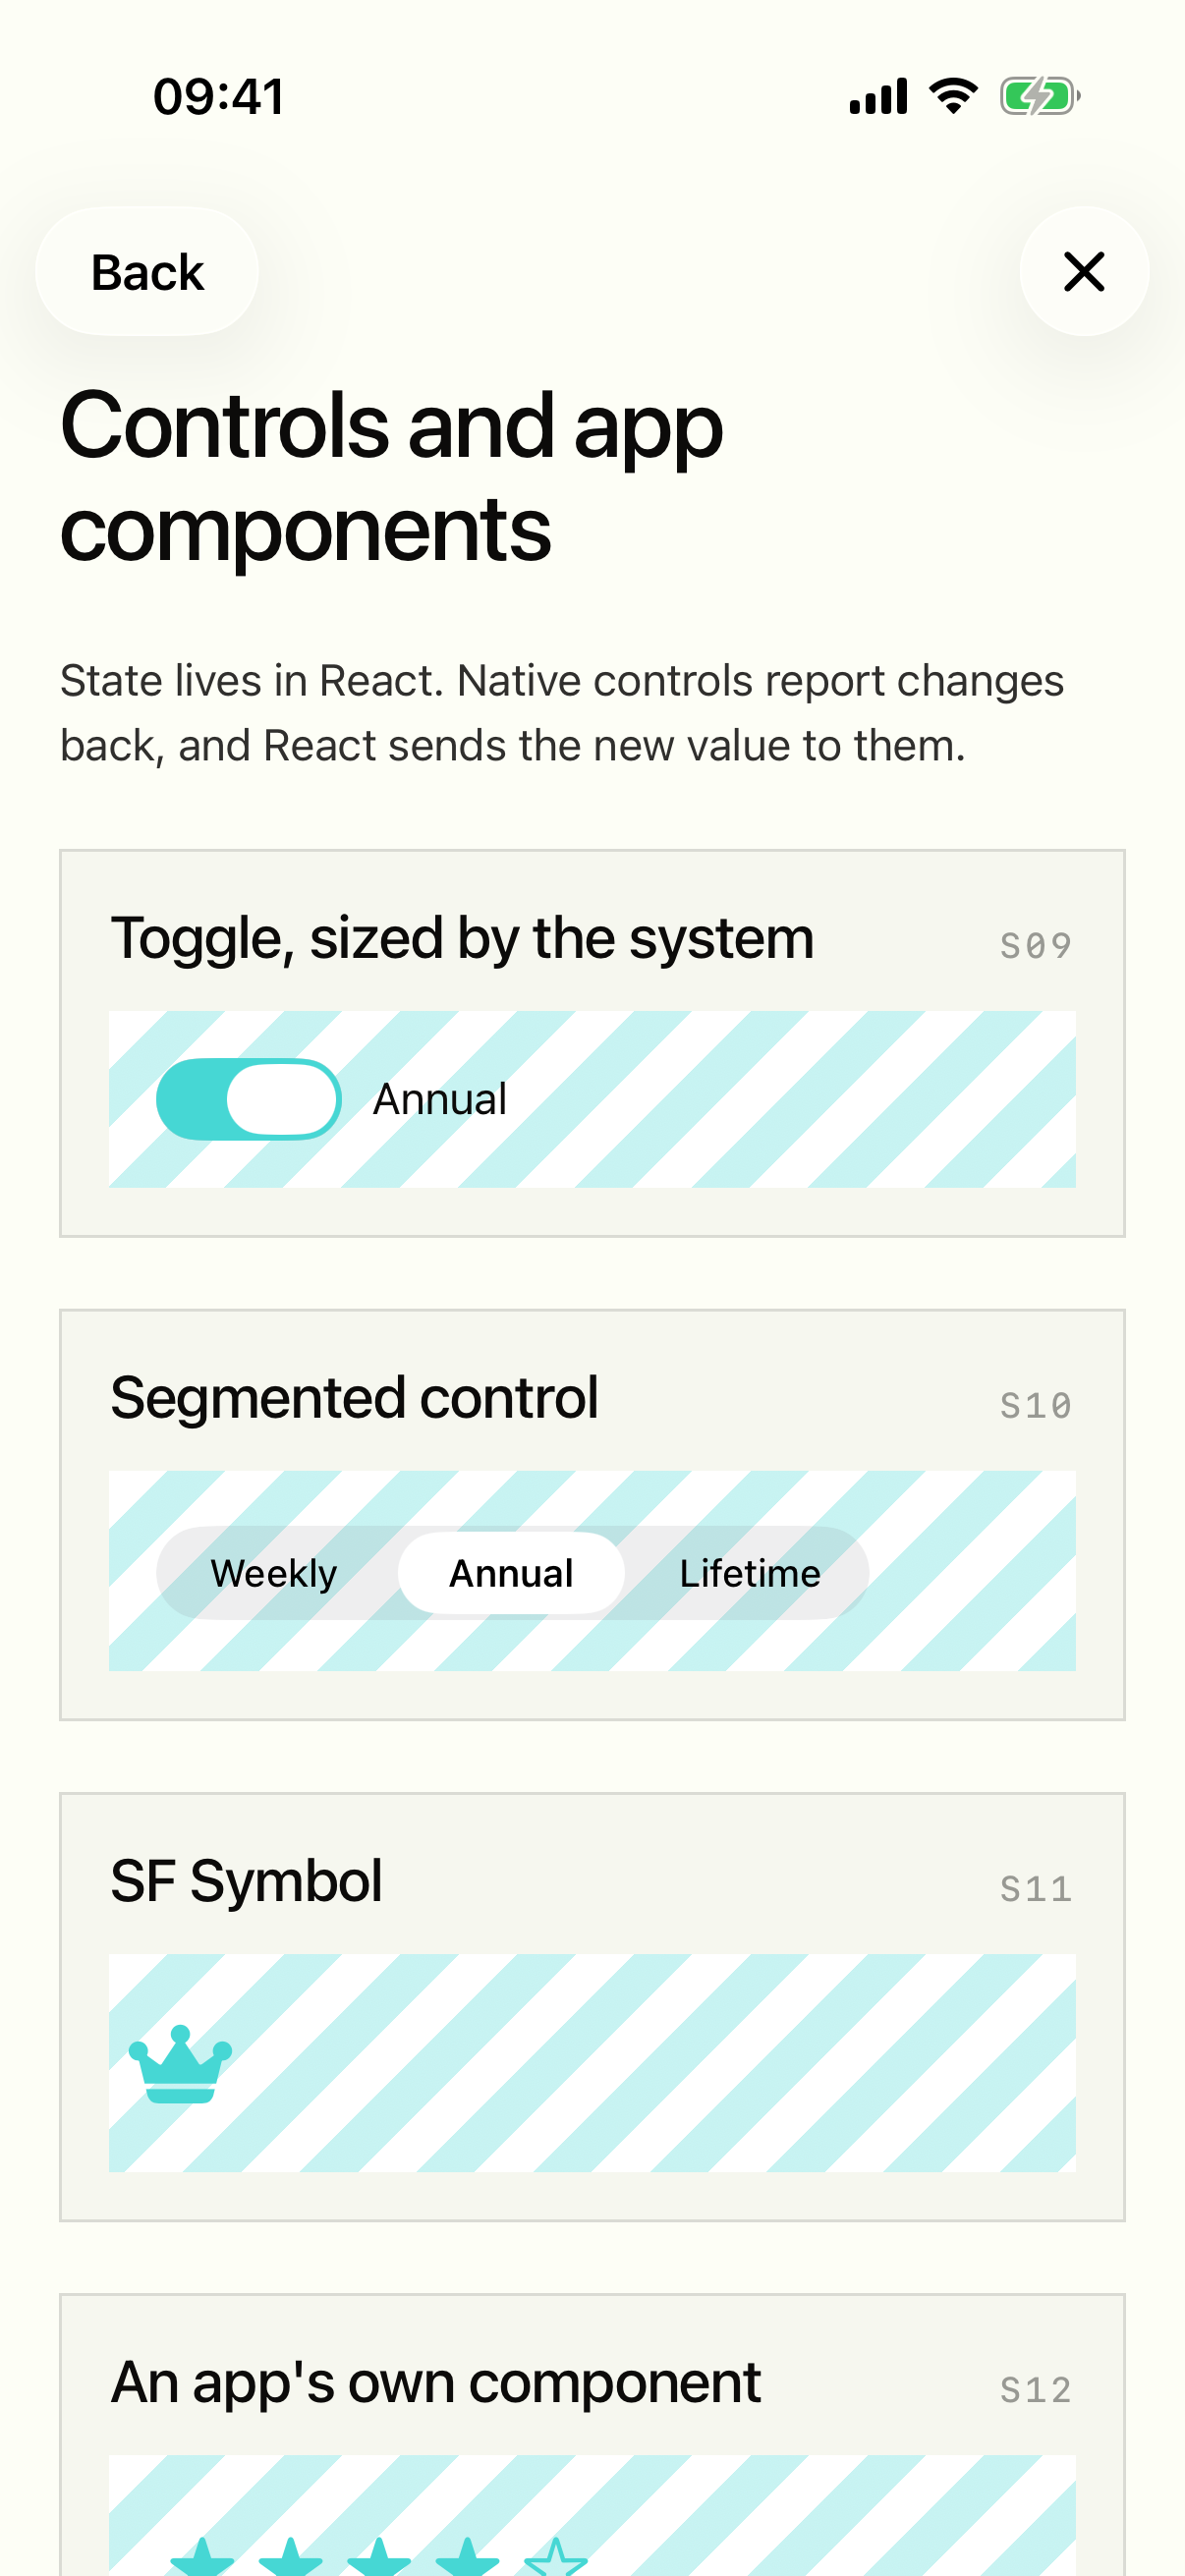 09:41
Back
Controls and app
components
State lives in React. Native controls report changes
back, and React sends the new value to them.
Toggle, sized by the system S09
Annual
Segmented control S10
Weekly Annual Lifetime
SF Symbol S11
An app's own component S12